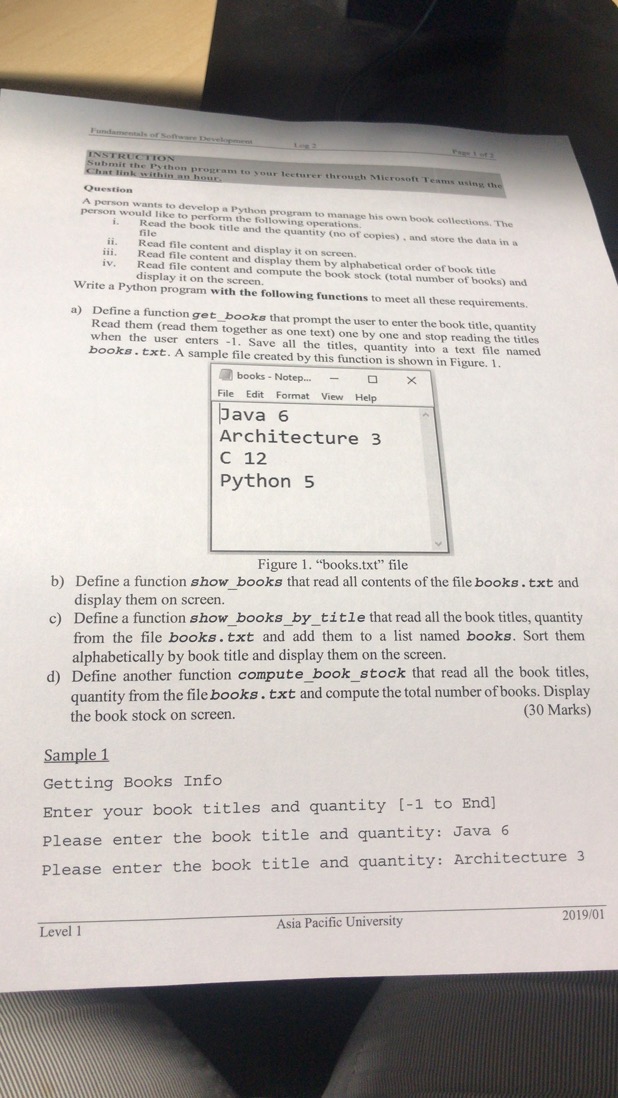 Fundamentals of Software Development Log 2 Page 1 of 2
INSTRUCTION
Submit the Python program to your lecturer through Microsoft Teams using the
Chat link within an hour.
Question
A person wants to develop a Python program to manage his own book collections. The
person would like to perform the following operations.
i. Read the book title and the quantity (no of copies) , and store the data in a
file
ii. Read file content and display it on screen.
iii. Read file content and display them by alphabetical order of book title
iv. Read file content and compute the book stock (total number of books) and
display it on the screen.
Write a Python program with the following functions to meet all these requirements.
a) Define a function get_books that prompt the user to enter the book title, quantity
Read them (read them together as one text) one by one and stop reading the titles
when the user enters -1. Save all the titles, quantity into a text file named
books.txt. A sample file created by this function is shown in Figure. 1.
books - Notep...
File Edit Format View Help
Java 6
Architecture 3
C 12
Python 5
Figure 1. “books.txt” file
b) Define a function show_books that read all contents of the file books.txt and
display them on screen.
c) Define a function show_books_by_title that read all the book titles, quantity
from the file books.txt and add them to a list named books. Sort them
alphabetically by book title and display them on the screen.
d) Define another function compute_book_stock that read all the book titles,
quantity from the file books.txt and compute the total number of books. Display
the book stock on screen. (30 Marks)
Sample 1
Getting Books Info
Enter your book titles and quantity [-1 to End]
Please enter the book title and quantity: Java 6
Please enter the book title and quantity: Architecture 3
Level 1 Asia Pacific University 2019/01